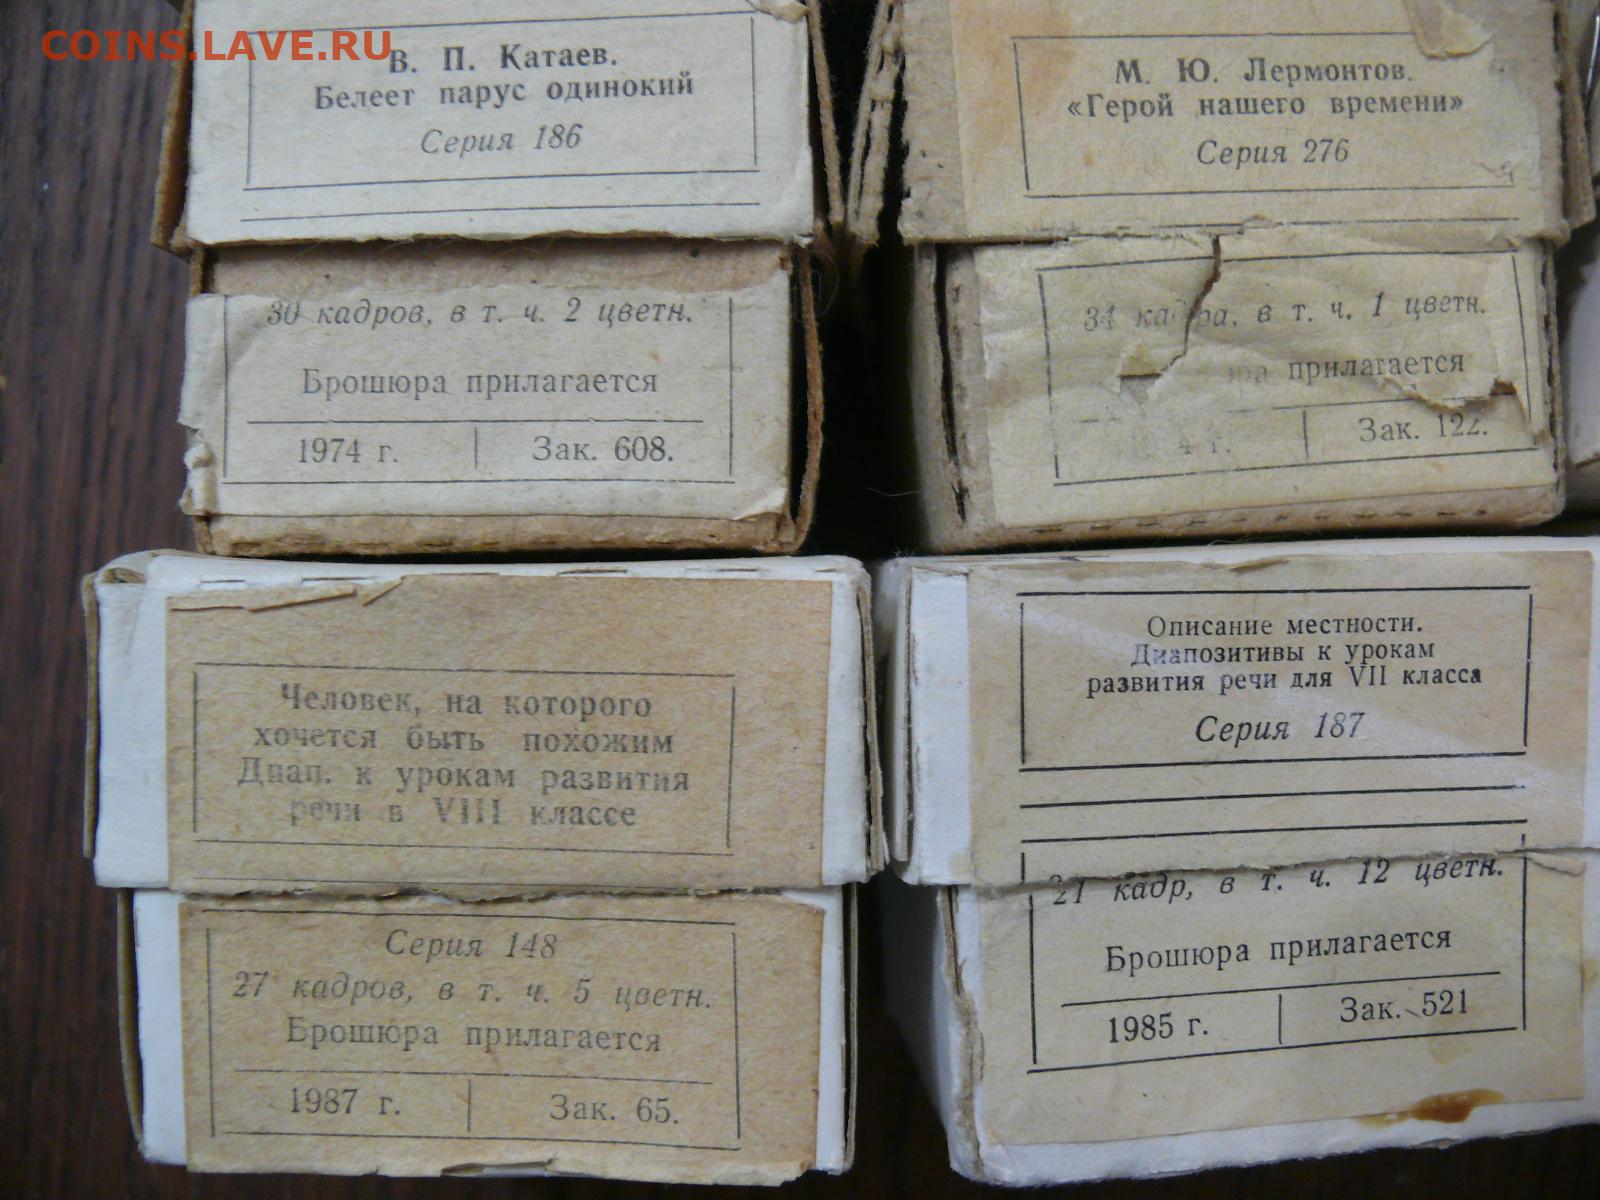 COINS.LAVE.RU
В. П. Катаев.
Белеет парус одинокий
Серия 186
30 кадров, в т. ч. 2 цветн.
Брошюра прилагается
1974 г.
Зак. 608.
М. Ю. Лермонтов.
«Герой нашего времени»
Серия 276
34 в т. ч. 1 цветн.
прилагается
г.
Зак. 122.
Человек, на которого
хочется быть похожим
Диап. к урокам развития
речи в VIII классе
Серия 148
27 кадров, в т. ч. 5 цветн.
Брошюра прилагается
1987 г.
Зак. 65.
Описание местности.
Диапозитивы к урокам
развития речи для VII класса
Серия 187
21 кадр, в т. ч. 12 цветн.
Брошюра прилагается
1985 г.
Зак. 521